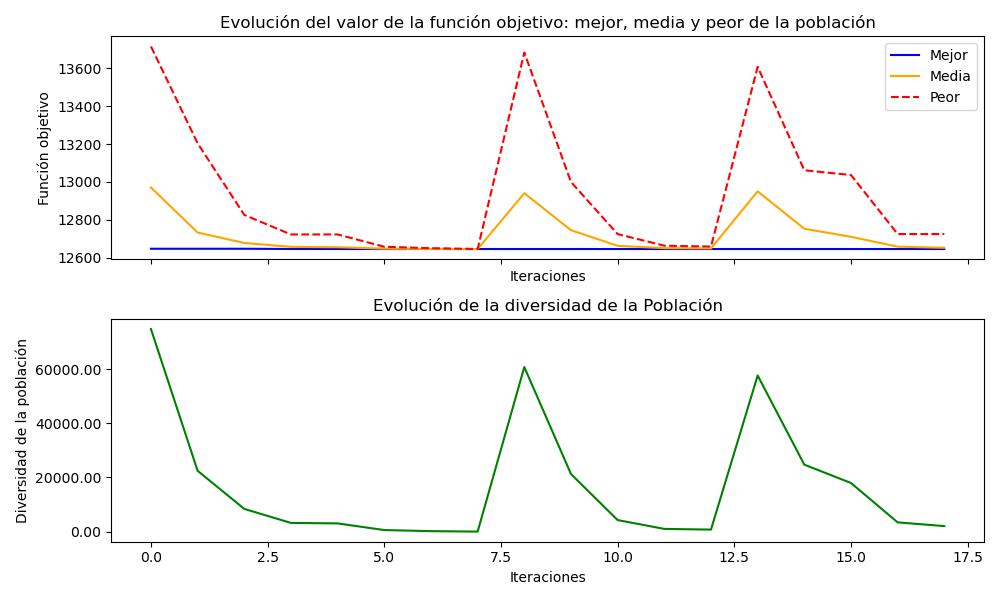 Evolución del valor de la función objetivo: mejor, media y peor de la población
Función objetivo
13600
13400
13200
13000
12800
12600
Mejor
Media
Peor
Iteraciones
Evolución de la diversidad de la Población
Diversidad de la población
60000.00
40000.00
20000.00
0.00
0.0 2.5 5.0 7.5 10.0 12.5 15.0 17.5
Iteraciones